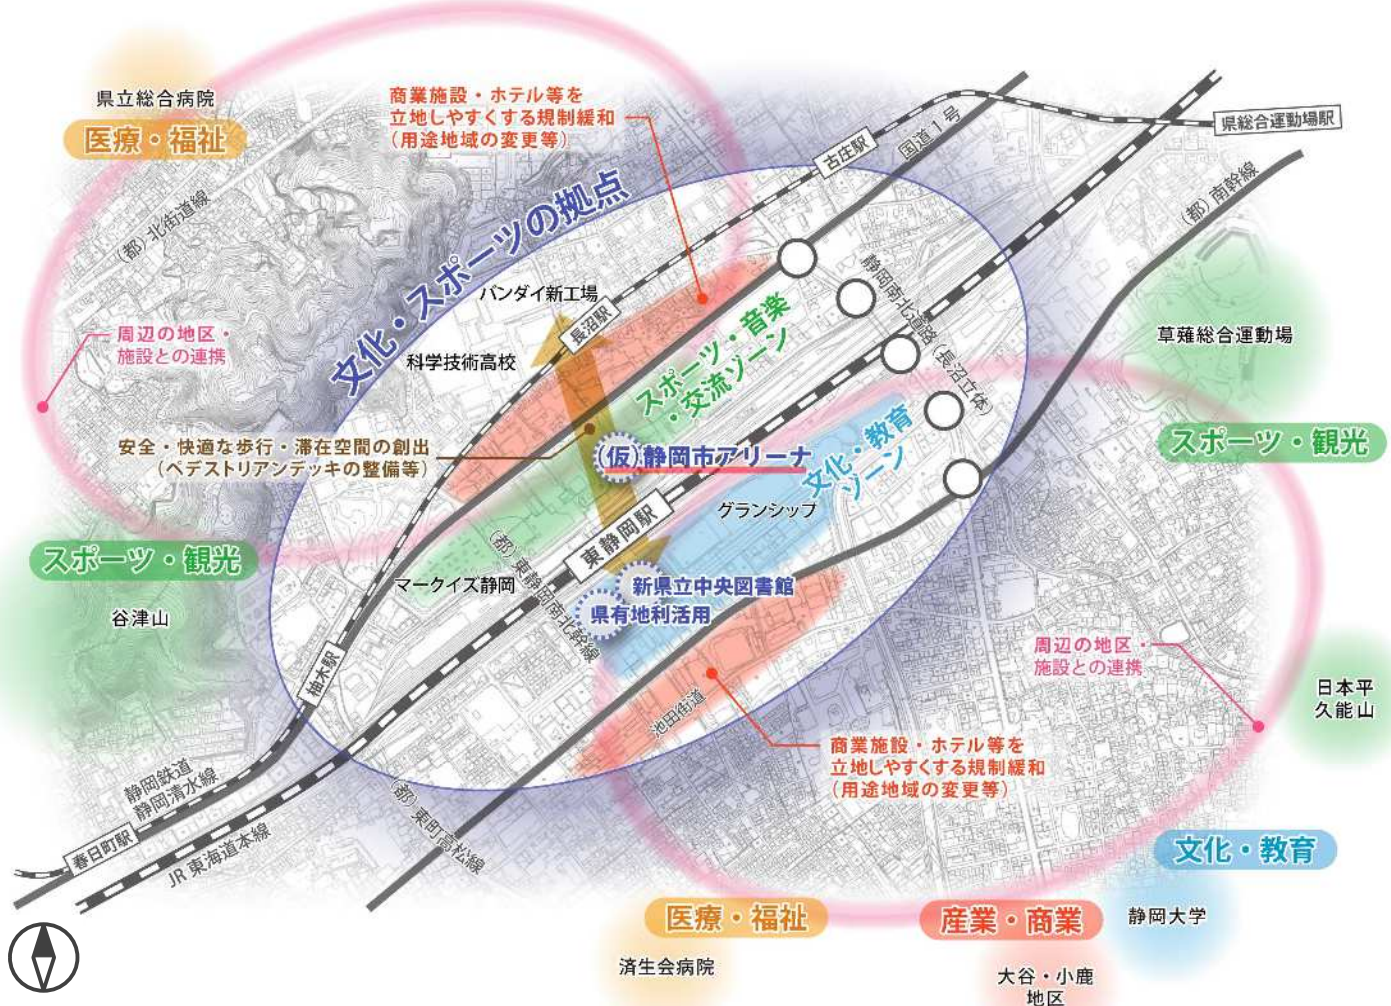 県立総合病院
医療・福祉
商業施設・ホテル等を
立地しやすくする規制緩和
(用途地域の変更等)
古庄駅
国道1号
県総合運動場駅
(都)北街道線
(都)南幹線
文化・スポーツの拠点
静岡南北道路(長沼立体)
バンダイ新工場
長沼駅
スポーツ・音楽
・交流ゾーン
周辺の地区・
施設との連携
科学技術高校
草薙総合運動場
スポーツ・観光
安全・快適な歩行・滞在空間の創出
(ペデストリアンデッキの整備等)
(仮)静岡市アリーナ
文化・教育
ゾーン
グランシップ
東静岡駅
(都)東静岡南北幹線
スポーツ・観光
谷津山
マークイズ静岡
新県立中央図書館
県有地利活用
柚木駅
周辺の地区・
施設との連携
日本平
久能山
池田街道
商業施設・ホテル等を
立地しやすくする規制緩和
(用途地域の変更等)
静岡鉄道
静岡清水線
春日町駅
JR東海道本線
(都)東町高松線
文化・教育
静岡大学
医療・福祉
済生会病院
産業・商業
大谷・小鹿
地区